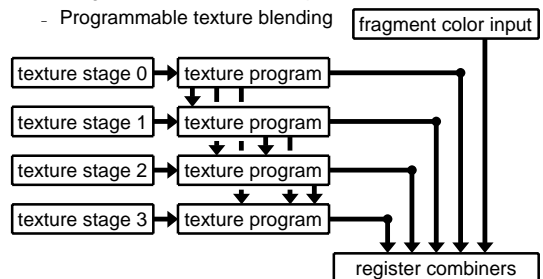 - Programmable texture blending
fragment color input
texture stage 0
texture program
texture stage 1
texture program
texture stage 2
texture program
texture stage 3
texture program
register combiners